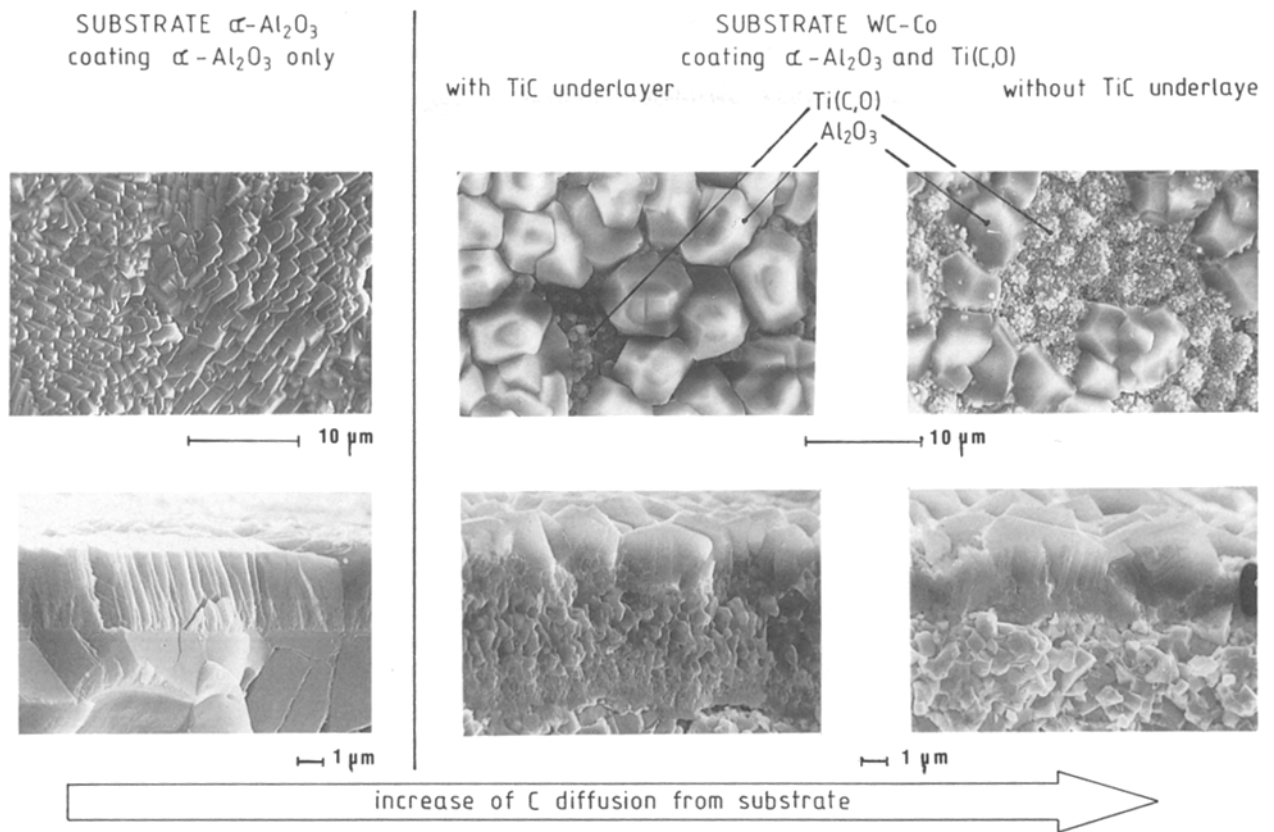 SUBSTRATE α-Al₂O₃
coating α-Al₂O₃ only
SUBSTRATE WC-Co
coating α-Al₂O₃ and Ti(C,O)
with TiC underlayer
without TiC underlaye
Ti(C,O)
Al₂O₃
10 µm
10 µm
1 µm
1 µm
increase of C diffusion from substrate